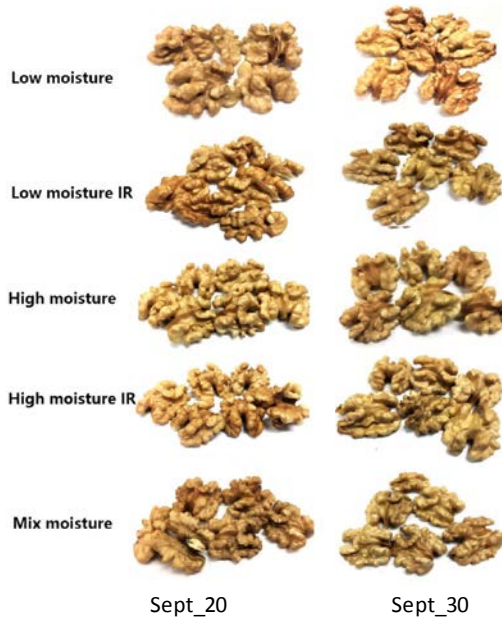 Low moisture
Low moisture IR
High moisture
High moisture IR
Mix moisture
Sept_20 Sept_30